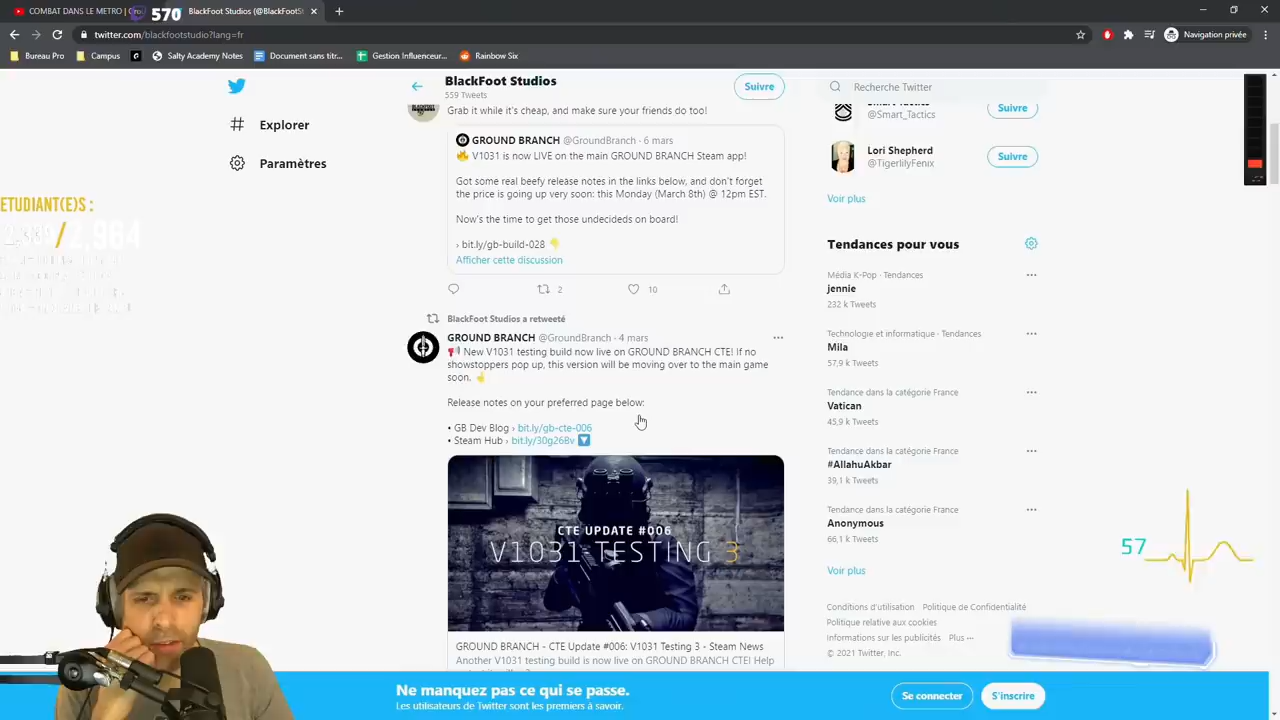 COMBAT DANS LE METRO | Gro
570
BlackFoot Studios (@BlackFootSt
twitter.com/blackfootstudio?lang=fr
Navigation privée
Bureau Pro
Campus
Salty Academy Notes
Document sans titr...
Gestion Influenceur...
Rainbow Six
BlackFoot Studios
559 Tweets
Suivre
Recherche Twitter
Explorer
Paramètres
ETUDIANT(E)S :
/2,984
Grab it while it's cheap, and make sure your friends do too!
GROUND BRANCH @GroundBranch · 6 mars
🔥 V1031 is now LIVE on the main GROUND BRANCH Steam app!
Got some real beefy release notes in the links below, and don't forget
the price is going up very soon: this Monday (March 8th) @ 12pm EST.
Now's the time to get those undecideds on board!
› bit.ly/gb-build-028 👇
Afficher cette discussion
2
10
BlackFoot Studios a retweeté
GROUND BRANCH @GroundBranch · 4 mars
📢 New V1031 testing build now live on GROUND BRANCH CTE! If no
showstoppers pop up, this version will be moving over to the main game
soon. 🤞
Release notes on your preferred page below:
• GB Dev Blog › bit.ly/gb-cte-006
• Steam Hub › bit.ly/30g268v 🔽
CTE UPDATE #006
V1031 TESTING 3
GROUND BRANCH - CTE Update #006: V1031 Testing 3 - Steam News
Another V1031 testing build is now live on GROUND BRANCH CTE! Help
Smart Tactics
@Smart_Tactics
Suivre
Lori Shepherd
@TigerlilyFenix
Suivre
Voir plus
Tendances pour vous
Média K-Pop · Tendances
jennie
232 k Tweets
Technologie et informatique · Tendances
Mila
57,9 k Tweets
Tendance dans la catégorie France
Vatican
45,9 k Tweets
Tendance dans la catégorie France
#AllahuAkbar
39,1 k Tweets
Tendance dans la catégorie France
Anonymous
66,1 k Tweets
Voir plus
Conditions d'utilisation Politique de Confidentialité
Politique relative aux cookies
Informations sur les publicités Plus ···
© 2021 Twitter, Inc.
57
Ne manquez pas ce qui se passe.
Les utilisateurs de Twitter sont les premiers à savoir.
Se connecter
S'inscrire